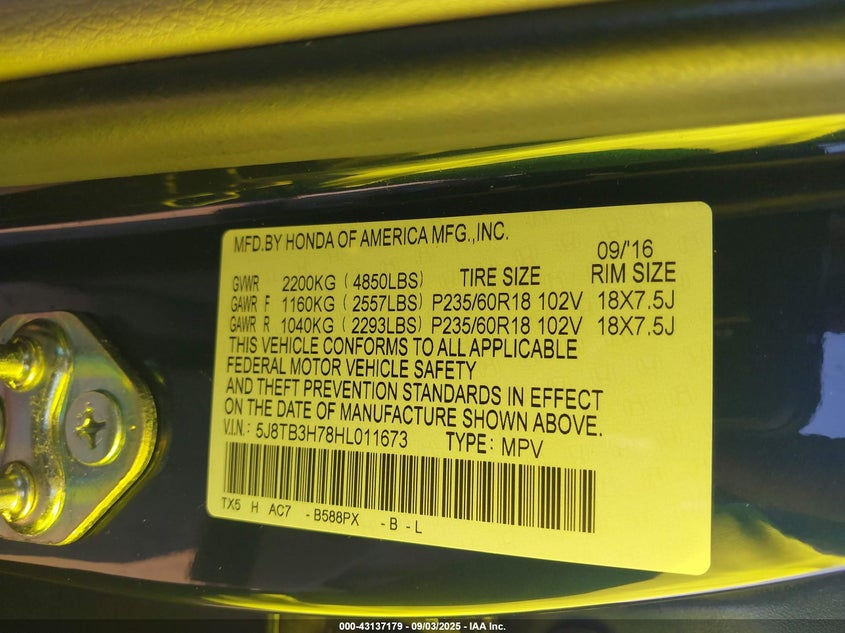 MFD.BY HONDA OF AMERICA MFG.,INC.
09/'16
GVWR 2200KG ( 4850LBS) TIRE SIZE RIM SIZE
GAWR F 1160KG ( 2557LBS) P235/60R18 102V 18X7.5J
GAWR R 1040KG ( 2293LBS) P235/60R18 102V 18X7.5J
THIS VEHICLE CONFORMS TO ALL APPLICABLE
FEDERAL MOTOR VEHICLE SAFETY
AND THEFT PREVENTION STANDARDS IN EFFECT
ON THE DATE OF MANUFACTURE SHOWN ABOVE.
V.I.N.: 5J8TB3H78HL011673 TYPE: MPV
TX5 H AC7 -B588PX -B -L
000-43137179 - 09/03/2025 - IAA Inc.